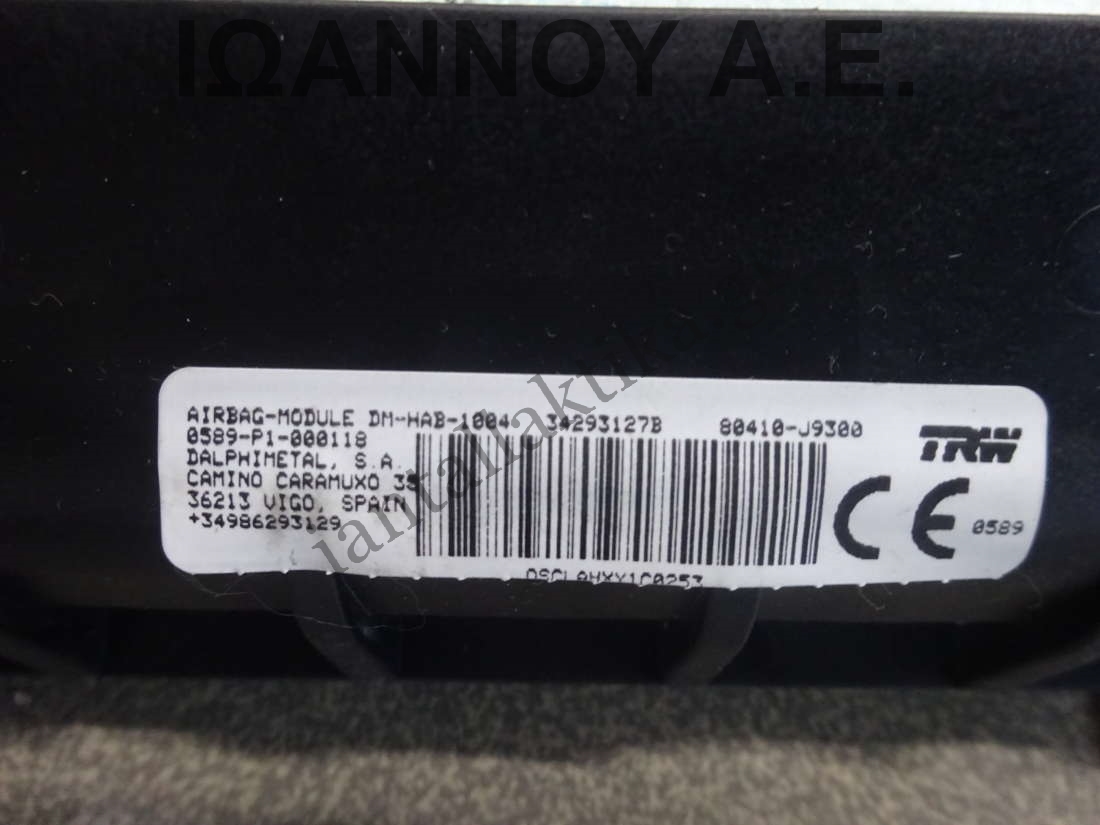 ΙΩΑΝΝΟΥ Α.Ε.
AIRBAG-MODULE DM-HAB-1004 34293127B 80410-J9300
0589-P1-000118
DALPHIMETAL, S.A.
CAMINO CARAMUXO 35
36213 VIGO, SPAIN
+34986293129
TRW
CE 0589